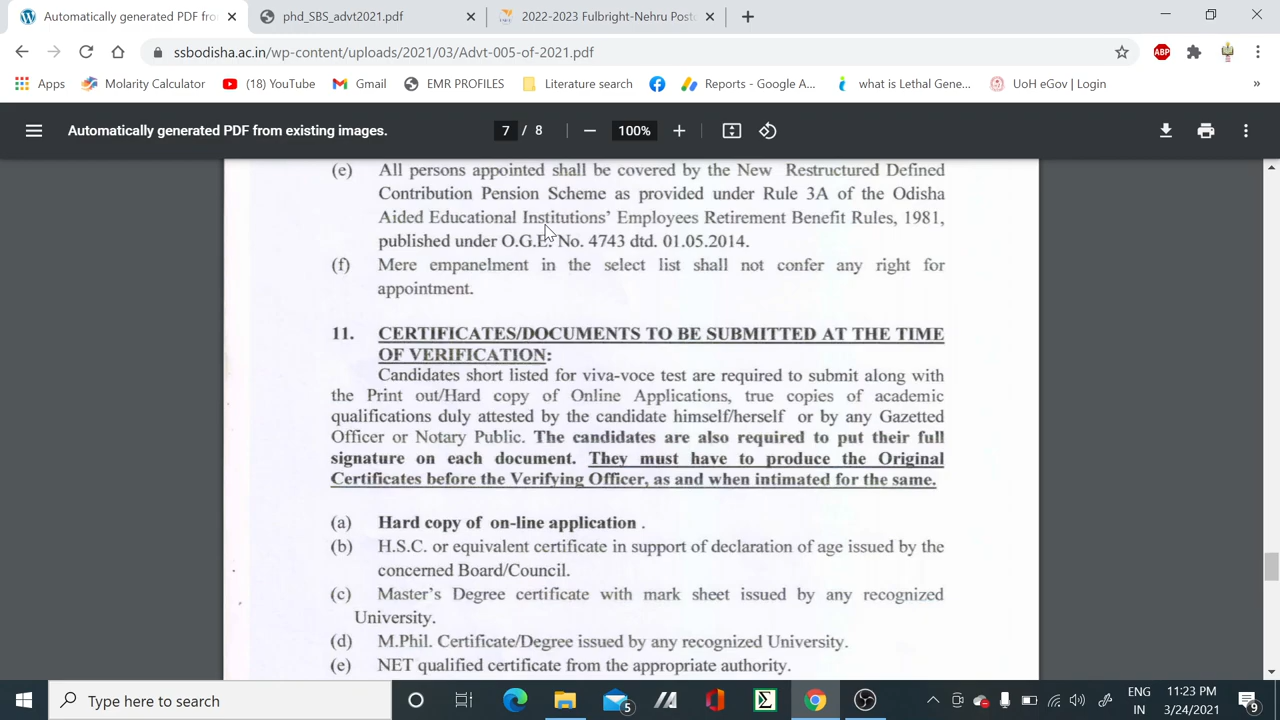 Automatically generated PDF fro
phd_SBS_advt2021.pdf
2022-2023 Fulbright-Nehru Post
ssbodisha.ac.in/wp-content/uploads/2021/03/Advt-005-of-2021.pdf
ABP
Apps
Molarity Calculator
(18) YouTube
Gmail
EMR PROFILES
Literature search
Reports - Google A...
what is Lethal Gene...
UoH eGov | Login
»
Automatically generated PDF from existing images.
7 / 8
100%
(e) All persons appointed shall be covered by the New Restructured Defined
Contribution Pension Scheme as provided under Rule 3A of the Odisha
Aided Educational Institutions' Employees Retirement Benefit Rules, 1981,
published under O.G.E. No. 4743 dtd. 01.05.2014.
(f) Mere empanelment in the select list shall not confer any right for
appointment.
11. CERTIFICATES/DOCUMENTS TO BE SUBMITTED AT THE TIME
OF VERIFICATION:
Candidates short listed for viva-voce test are required to submit along with
the Print out/Hard copy of Online Applications, true copies of academic
qualifications duly attested by the candidate himself/herself or by any Gazetted
Officer or Notary Public. The candidates are also required to put their full
signature on each document. They must have to produce the Original
Certificates before the Verifying Officer, as and when intimated for the same.
(a) Hard copy of on-line application .
(b) H.S.C. or equivalent certificate in support of declaration of age issued by the
concerned Board/Council.
(c) Master's Degree certificate with mark sheet issued by any recognized
University.
(d) M.Phil. Certificate/Degree issued by any recognized University.
(e) NET qualified certificate from the appropriate authority.
Type here to search
5
ENG
IN
11:23 PM
3/24/2021
9